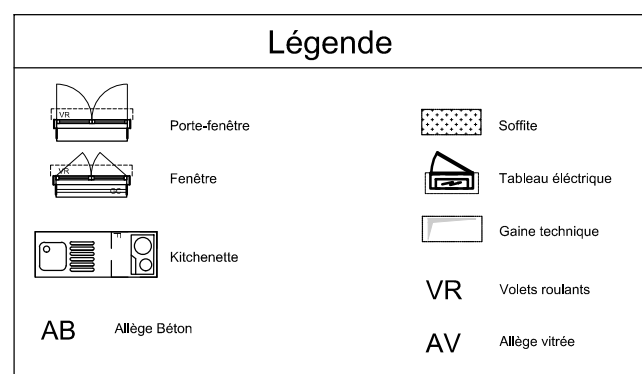 Légende
VR
Porte-fenêtre
VR
GC
Fenêtre
F
Kitchenette
AB Allège Béton
Soffite
Tableau éléctrique
Gaine technique
VR Volets roulants
AV Allège vitrée